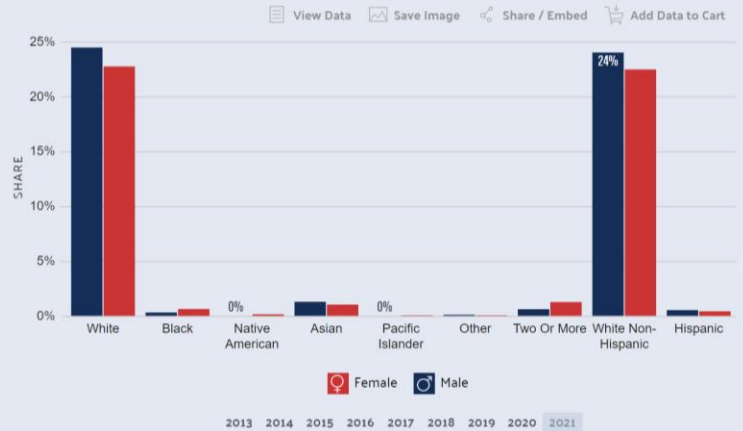 View Data Save Image Share / Embed Add Data to Cart
25%
24%
20%
15%
SHARE
10%
5%
0% 0%
0%
White Black Native American Asian Pacific Islander Other Two Or More White Non-Hispanic Hispanic
Female Male
2013 2014 2015 2016 2017 2018 2019 2020 2021